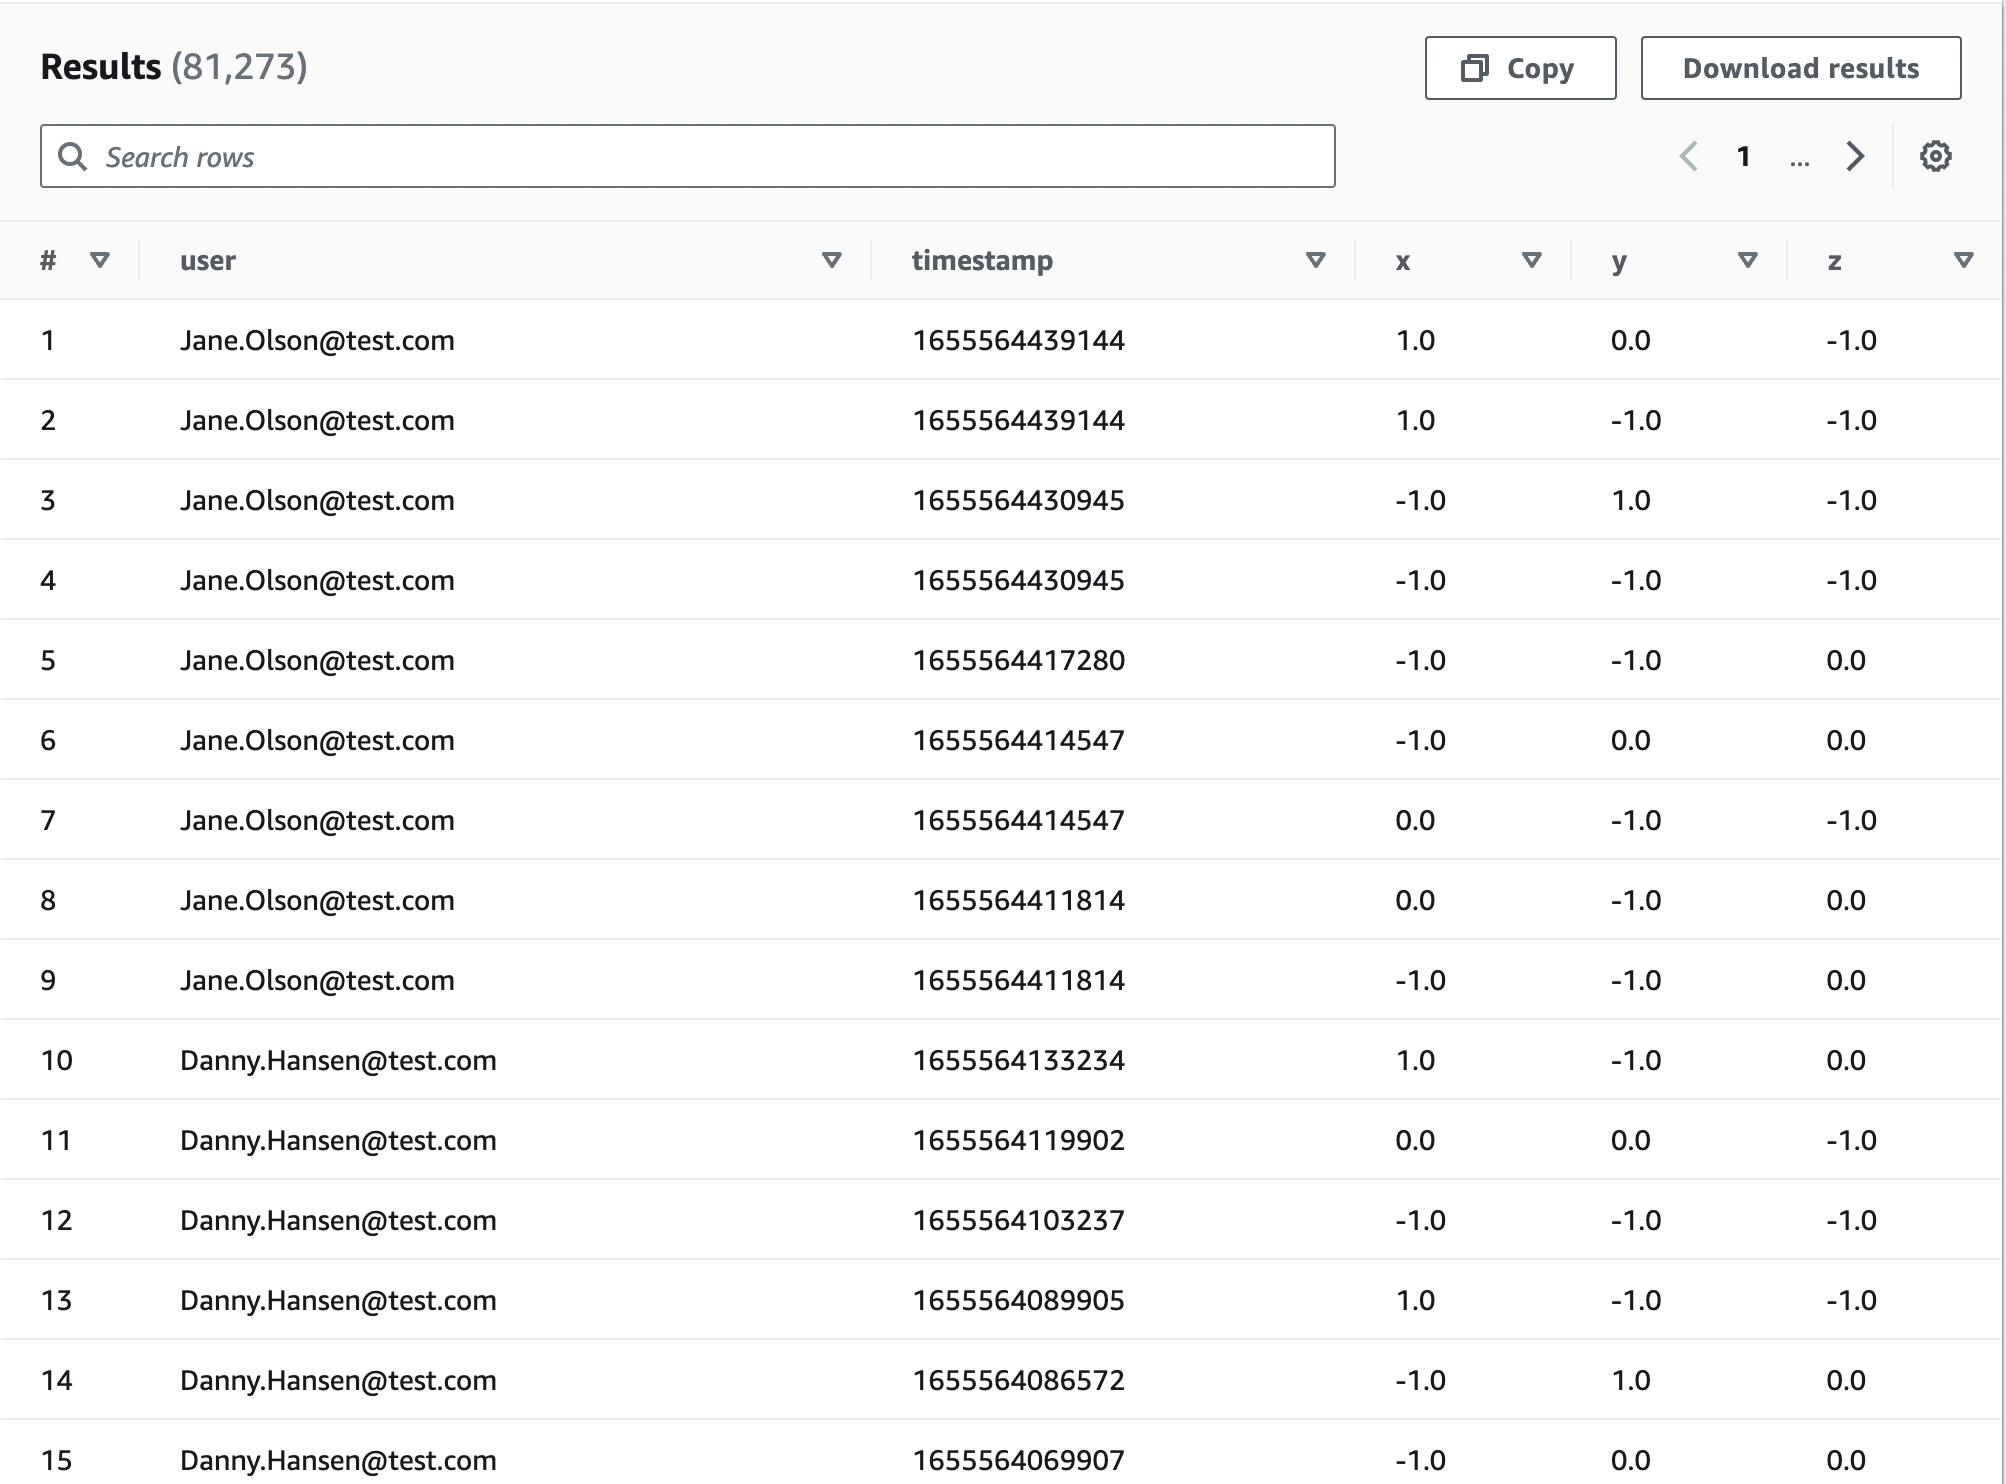 Results (81,273)
Copy
Download results
Search rows
1 ...
# user timestamp x y z
1 Jane.Olson@test.com 1655564439144 1.0 0.0 -1.0
2 Jane.Olson@test.com 1655564439144 1.0 -1.0 -1.0
3 Jane.Olson@test.com 1655564430945 -1.0 1.0 -1.0
4 Jane.Olson@test.com 1655564430945 -1.0 -1.0 -1.0
5 Jane.Olson@test.com 1655564417280 -1.0 -1.0 0.0
6 Jane.Olson@test.com 1655564414547 -1.0 0.0 0.0
7 Jane.Olson@test.com 1655564414547 0.0 -1.0 -1.0
8 Jane.Olson@test.com 1655564411814 0.0 -1.0 0.0
9 Jane.Olson@test.com 1655564411814 -1.0 -1.0 0.0
10 Danny.Hansen@test.com 1655564133234 1.0 -1.0 0.0
11 Danny.Hansen@test.com 1655564119902 0.0 0.0 -1.0
12 Danny.Hansen@test.com 1655564103237 -1.0 -1.0 -1.0
13 Danny.Hansen@test.com 1655564089905 1.0 -1.0 -1.0
14 Danny.Hansen@test.com 1655564086572 -1.0 1.0 0.0
15 Danny.Hansen@test.com 1655564069907 -1.0 0.0 0.0